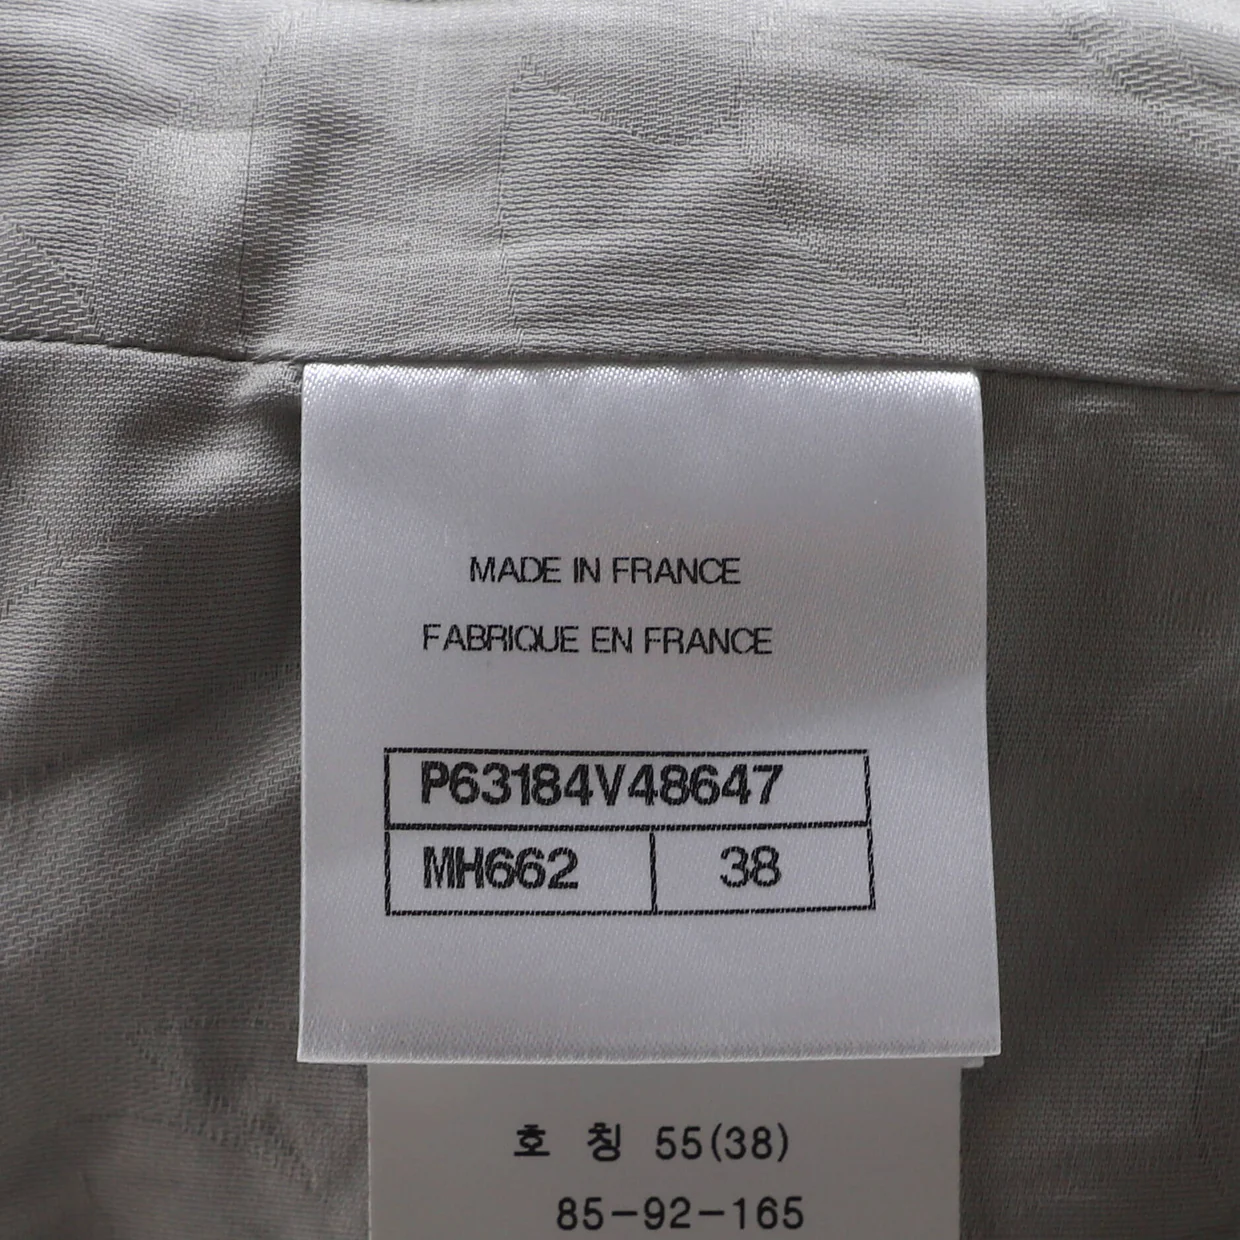 MADE IN FRANCE
FABRIQUE EN FRANCE
P63184V48647
MH662 38
호 칭 55(38)
85-92-165